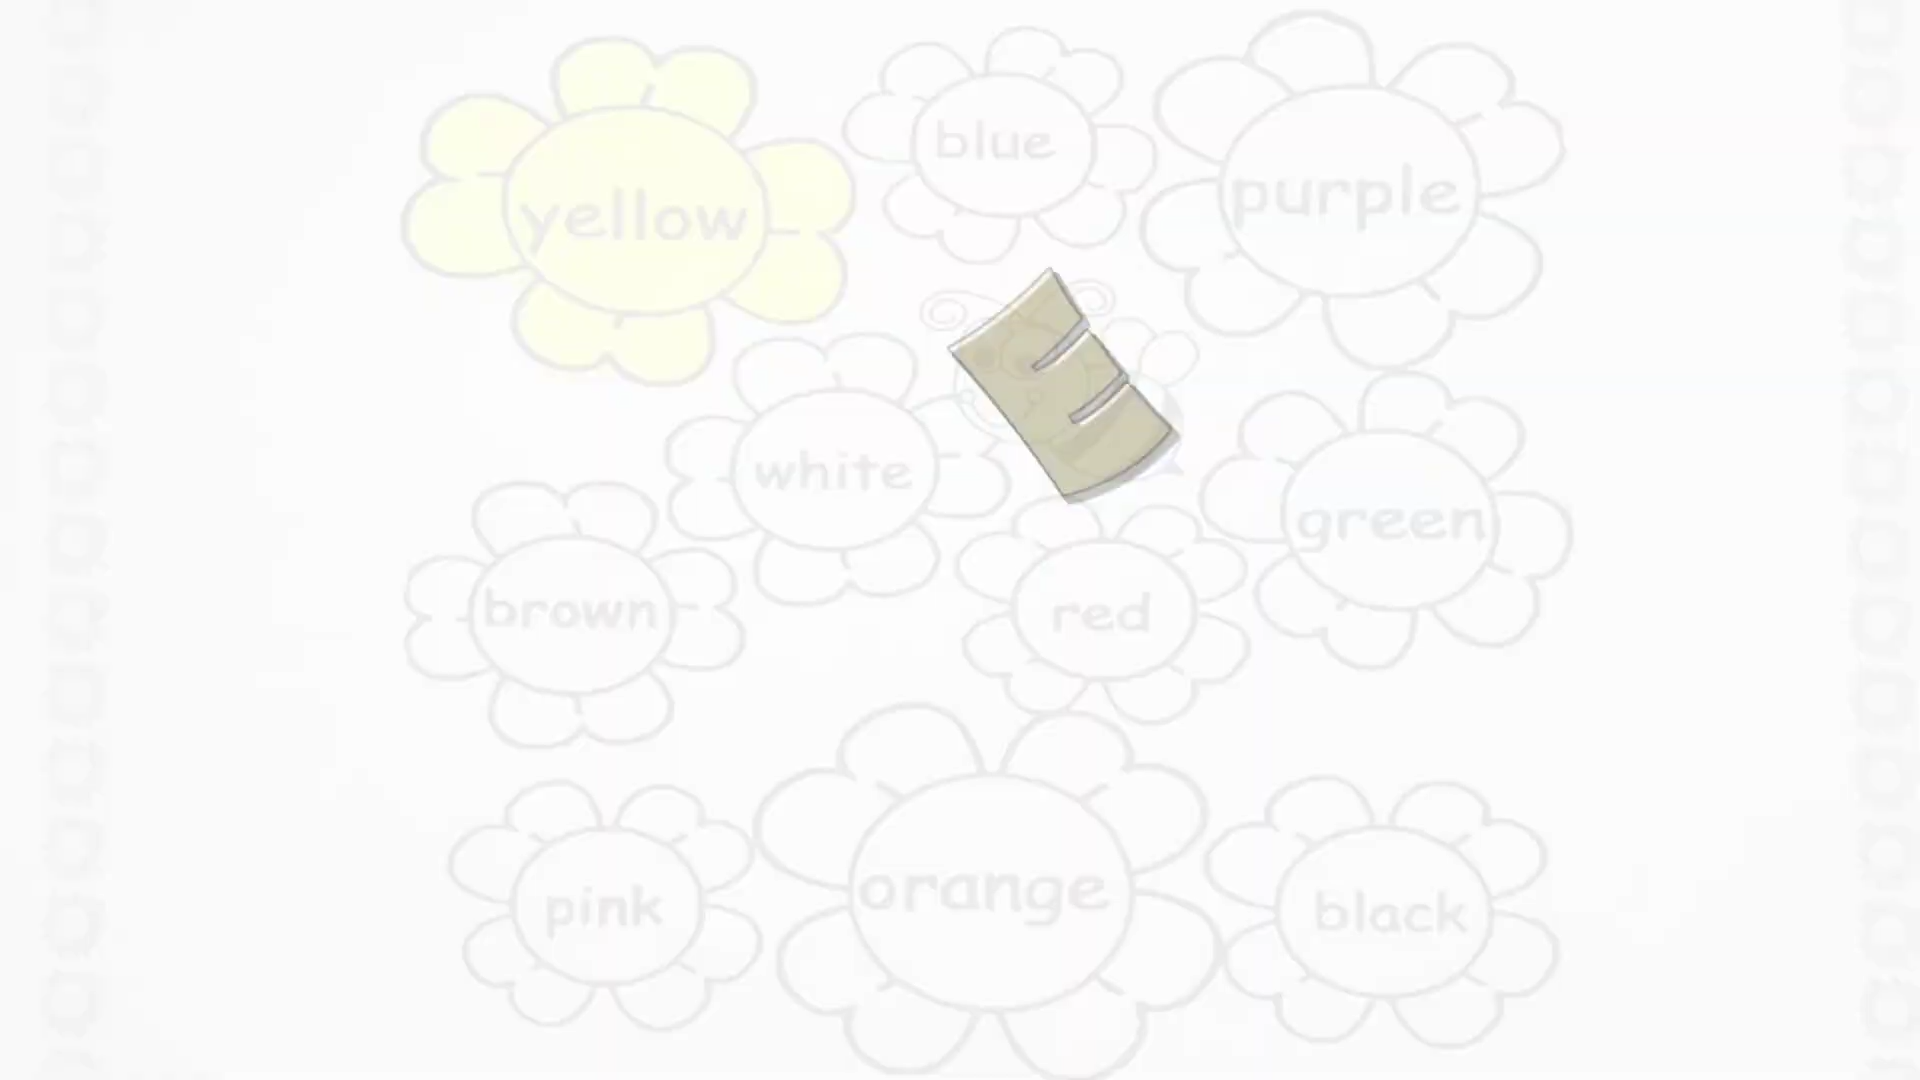 yellow
blue
purple
white
green
brown
red
pink
orange
black